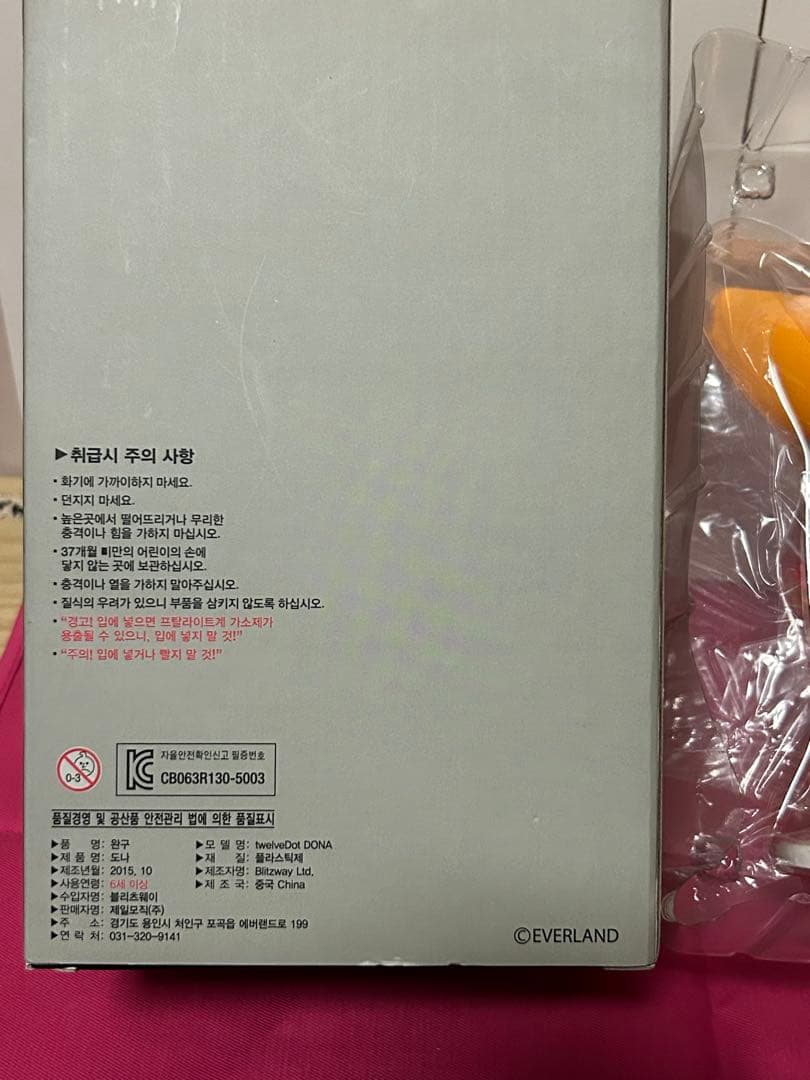 ▶취급시 주의 사항
• 화기에 가까이하지 마세요.
• 던지지 마세요.
• 높은곳에서 떨어뜨리거나 무리한
충격이나 힘을 가하지 마십시오.
• 37개월 미만의 어린이의 손에
닿지 않는 곳에 보관하십시오.
• 충격이나 열을 가하지 말아주십시오.
• 질식의 우려가 있으니 부품을 삼키지 않도록 하십시오.
• “경고! 입에 넣으면 프탈라이트계 가소제가
용출될 수 있으니, 입에 넣지 말 것!”
• “주의! 입에 넣거나 빨지 말 것!”
0-3
자율안전확인신고 필증번호
CB063R130-5003
품질경영 및 공산품 안전관리 법에 의한 품질표시
▶품 명: 완구 ▶모 델 명: twelveDot DONA
▶제 품 명: 도나 ▶재 질: 플라스틱제
▶제조년월: 2015, 10 ▶제조자명: Blitzway Ltd,
▶사용연령: 6세 이상 ▶제 조 국: 중국 China
▶수입자명: 블리츠웨이
▶판매자명: 제일모직(주)
▶주 소: 경기도 용인시 처인구 포곡읍 에버랜드로 199
▶연 락 처: 031-320-9141
©EVERLAND